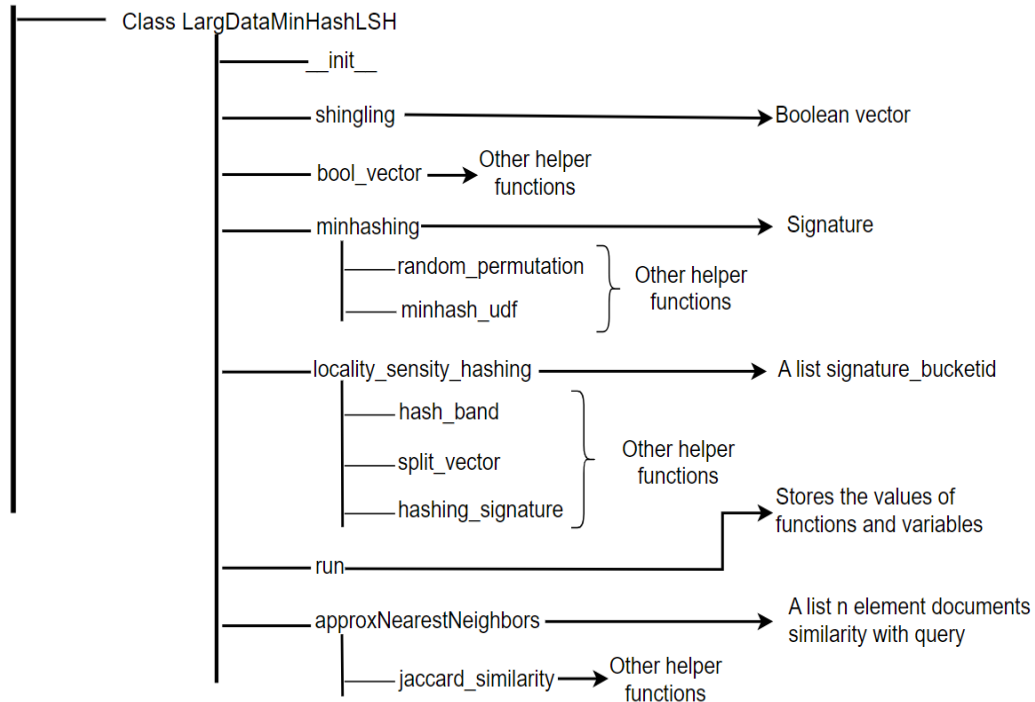 Class LargDataMinHashLSH
__init__
shingling
Boolean vector
bool_vector
Other helper
functions
minhashing
Signature
random_permutation
minhash_udf
Other helper
functions
locality_sensity_hashing
A list signature_bucketid
hash_band
split_vector
hashing_signature
Other helper
functions
Stores the values of
functions and variables
run
approxNearestNeighbors
A list n element documents
similarity with query
jaccard_similarity
Other helper
functions